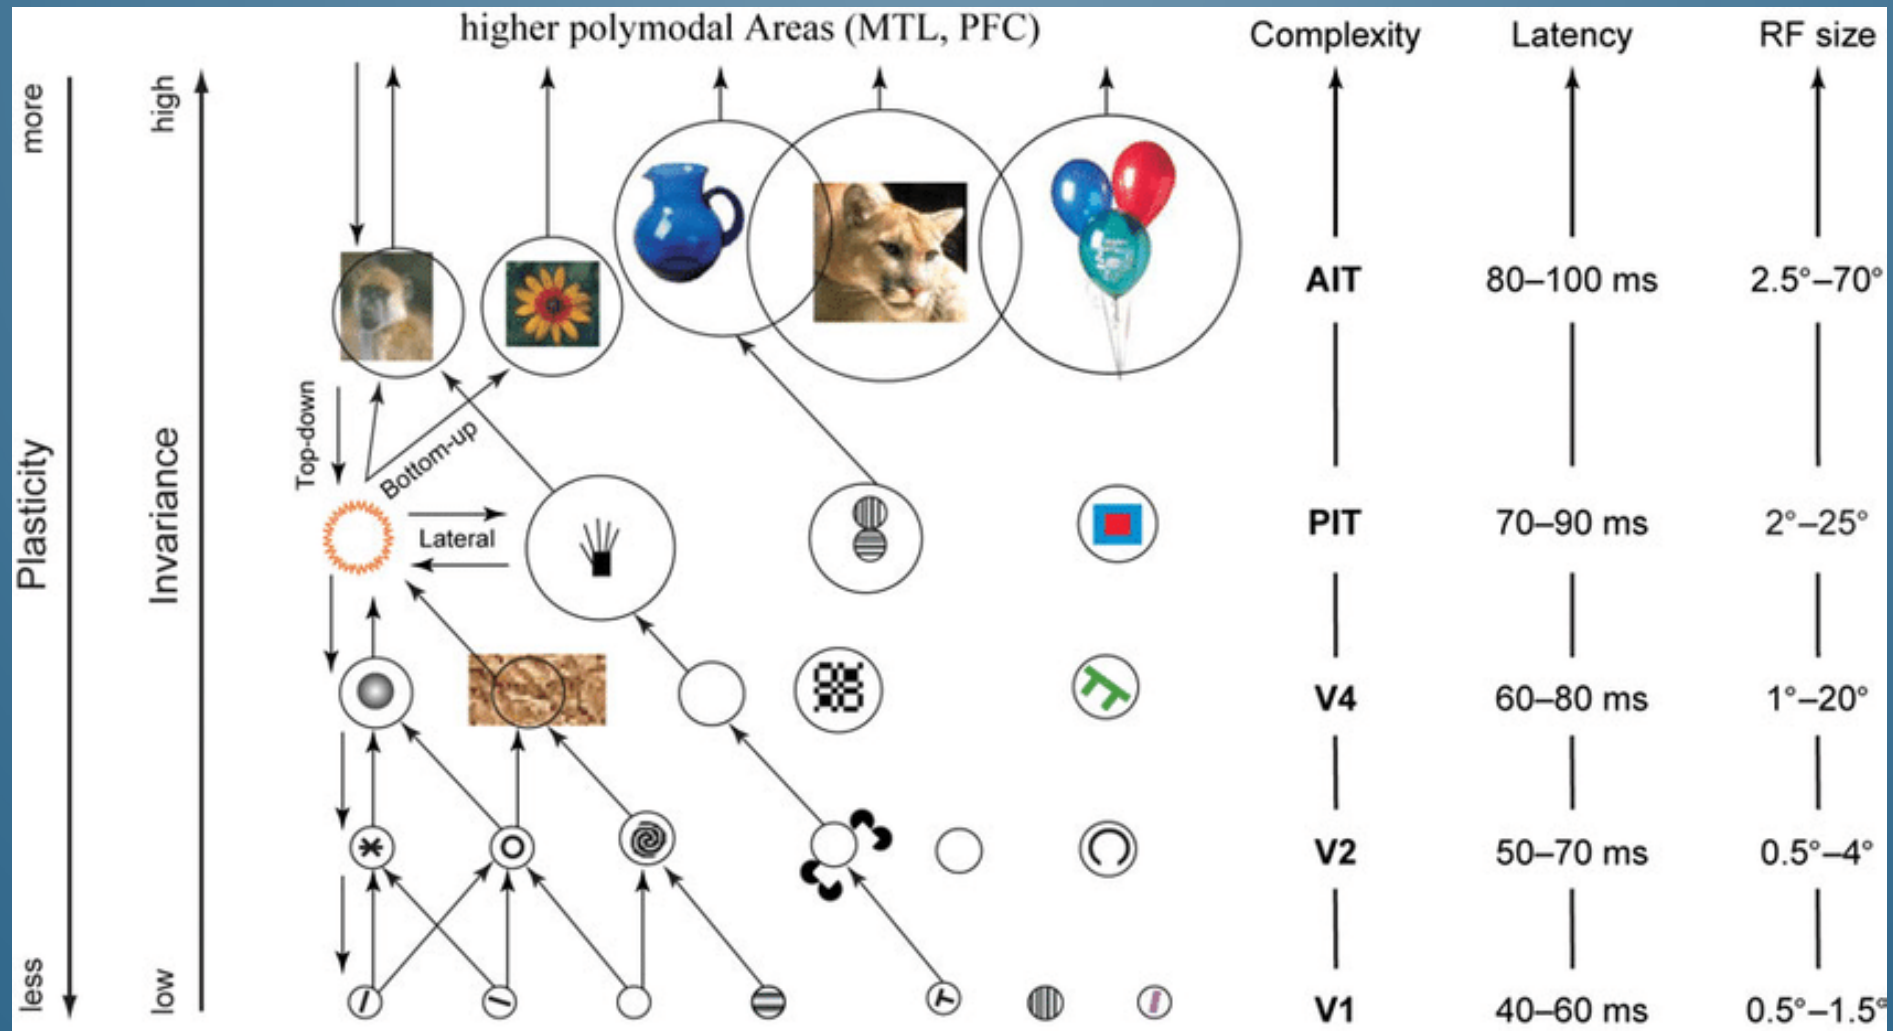 higher polymodal Areas (MTL, PFC)
Complexity
Latency
RF size
more
high
AIT
80–100 ms
2.5°–70°
Top-down
Bottom-up
Plasticity
Invariance
Lateral
PIT
70–90 ms
2°–25°
V4
60–80 ms
1°–20°
V2
50–70 ms
0.5°–4°
less
low
V1
40–60 ms
0.5°–1.5°